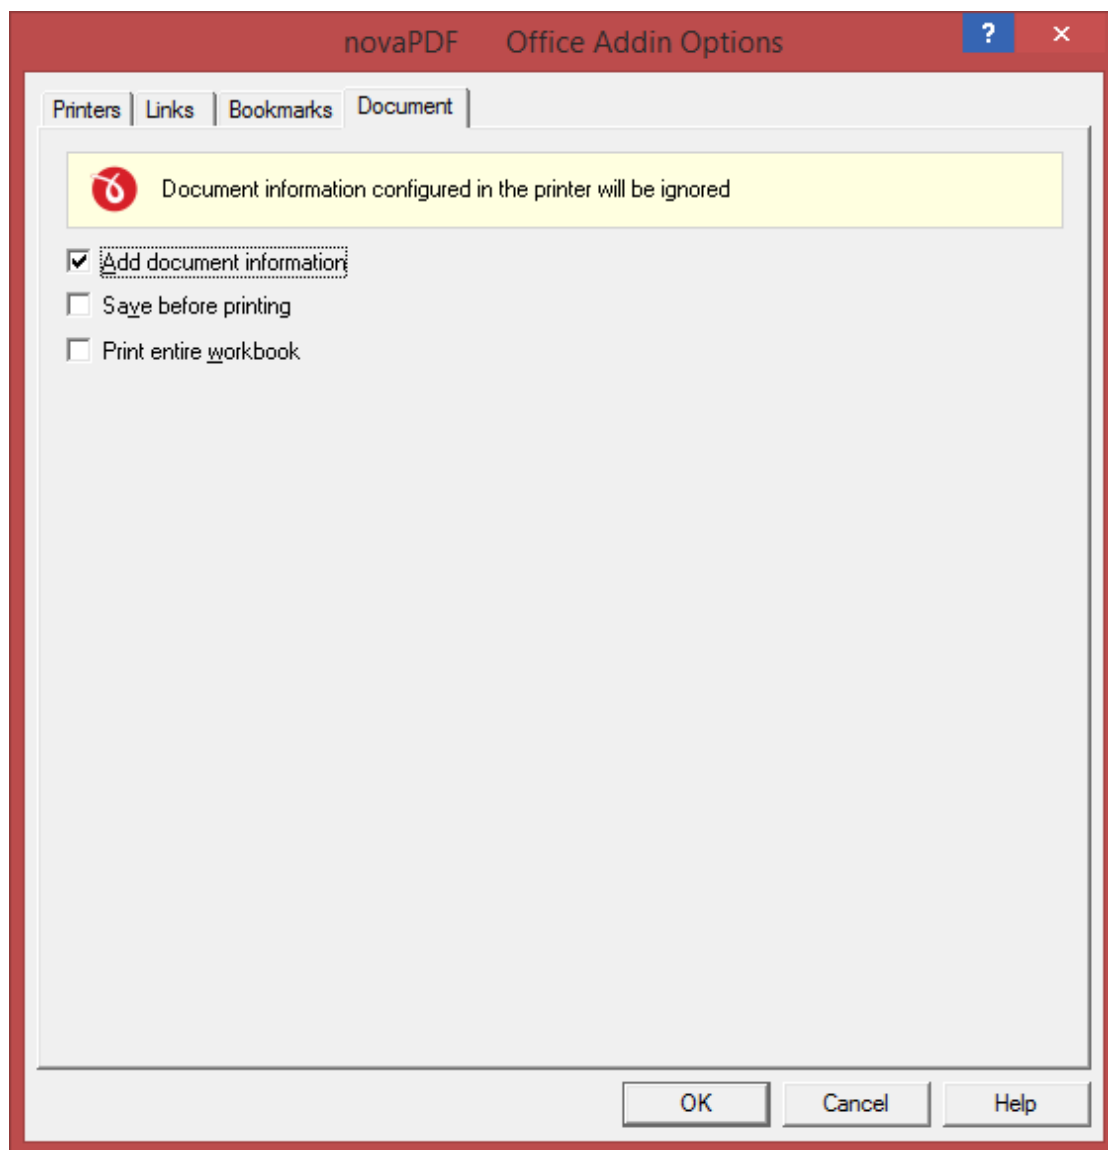 novaPDF Office Addin Options ? ×
Printers Links Bookmarks Document
Document information configured in the printer will be ignored
Add document information
Save before printing
Print entire workbook
OK Cancel Help